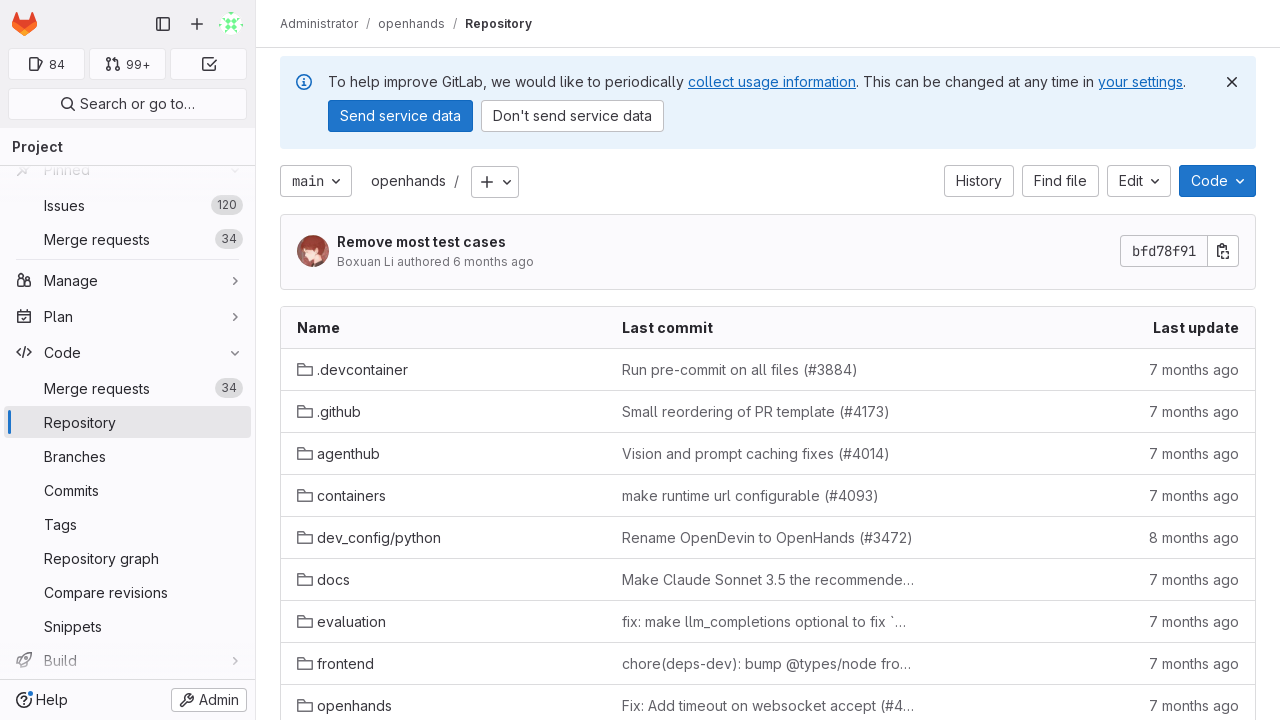 Administrator / openhands / Repository
84
99+
Search or go to…
Project
Pinned
Issues 120
Merge requests 34
Manage
Plan
Code
Merge requests 34
Repository
Branches
Commits
Tags
Repository graph
Compare revisions
Snippets
Build
Help
Admin
To help improve GitLab, we would like to periodically collect usage information. This can be changed at any time in your settings.
Send service data
Don't send service data
main
openhands /
History
Find file
Edit
Code
Remove most test cases
Boxuan Li authored 6 months ago
bfd78f91
Name Last commit Last update
.devcontainer Run pre-commit on all files (#3884) 7 months ago
.github Small reordering of PR template (#4173) 7 months ago
agenthub Vision and prompt caching fixes (#4014) 7 months ago
containers make runtime url configurable (#4093) 7 months ago
dev_config/python Rename OpenDevin to OpenHands (#3472) 8 months ago
docs Make Claude Sonnet 3.5 the recommende… 7 months ago
evaluation fix: make llm_completions optional to fix `… 7 months ago
frontend chore(deps-dev): bump @types/node fro… 7 months ago
openhands Fix: Add timeout on websocket accept (#4… 7 months ago